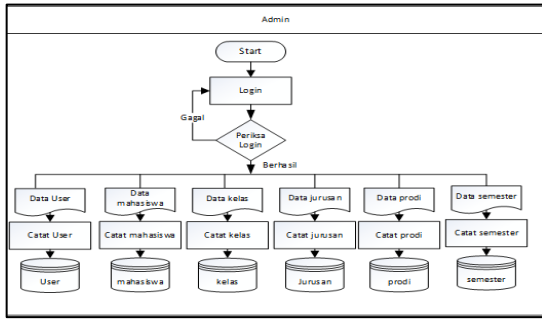 Admin
Start
Login
Gagal
Periksa
Login
Berhasil
Data User
Data
mahasiswa
Data kelas
Data jurusan
Data prodi
Data semester
Catat User
Catat mahasiswa
Catat kelas
Catat jurusan
Catat prodi
Catat semester
User
mahasiswa
kelas
Jurusan
prodi
semester